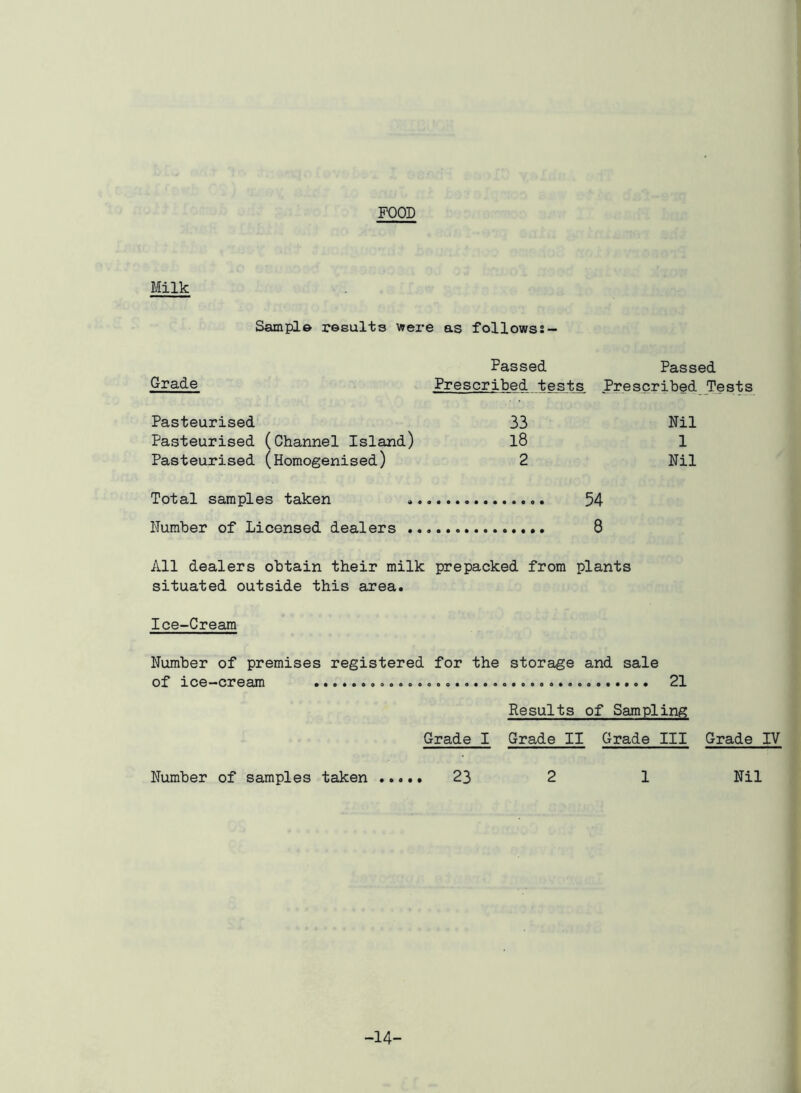 FOOD
Milk
Sample results were as follows:-
Passed Passed
Grade Prescribed tests Prescribed Tests
Pasteurised 33 Nil
Pasteurised (Channel Island) 18 1
Pasteurised (Homogenised) 2 Nil
Total samples taken ............... 54
Number of Licensed dealers ............... 8
All dealers obtain their milk prepacked from plants
situated outside this area.
Ice-Cream
Number of premises registered for the storage and sale
of ice-cream .................................... 21
Results of Sampling
Grade I Grade II Grade III Grade IV
Number of samples taken ..... 23 2 1 Nil
-14-